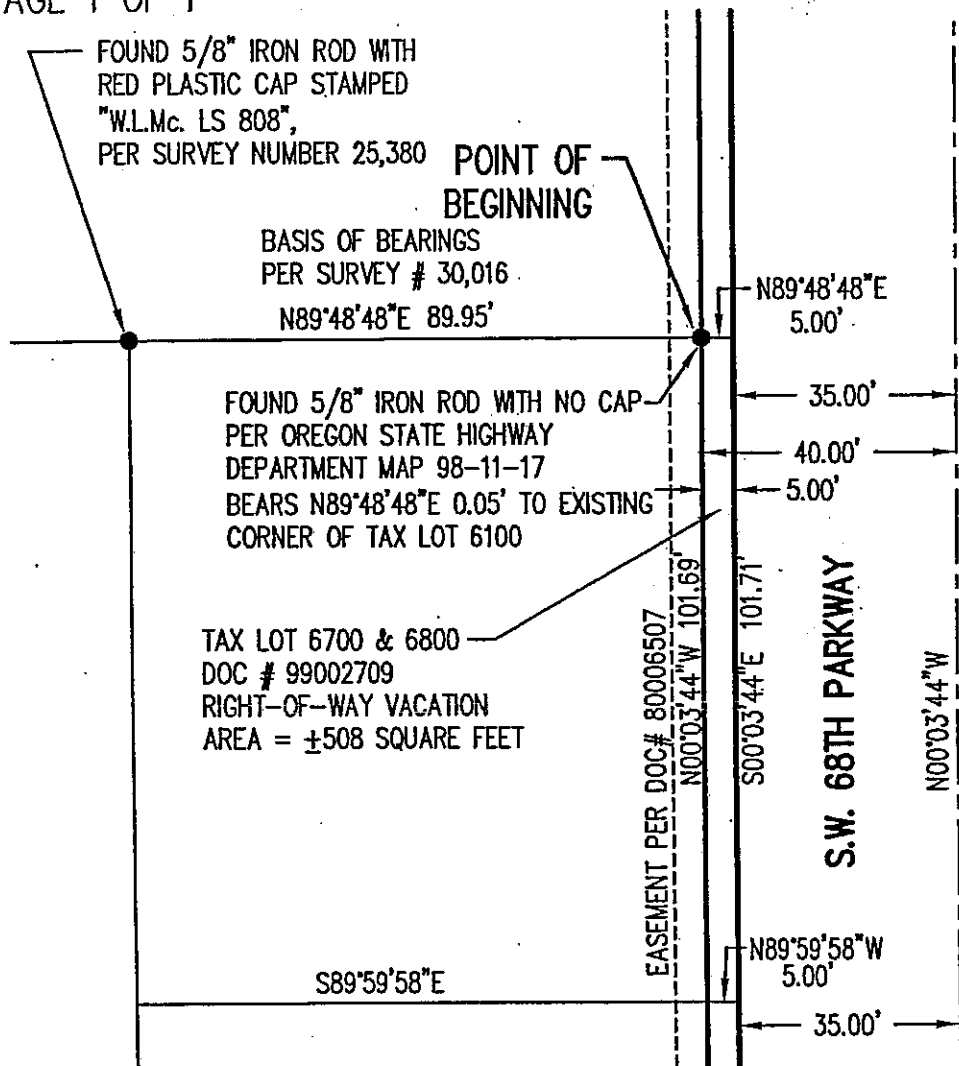 AGE 1 OF 1
FOUND 5/8" IRON ROD WITH
RED PLASTIC CAP STAMPED
"W.L.Mc. LS 808",
PER SURVEY NUMBER 25,380
POINT OF
BEGINNING
BASIS OF BEARINGS
PER SURVEY # 30,016
N89°48'48"E 89.95'
N89°48'48"E
5.00'
35.00'
40.00'
5.00'
FOUND 5/8" IRON ROD WITH NO CAP
PER OREGON STATE HIGHWAY
DEPARTMENT MAP 98-11-17
BEARS N89°48'48"E 0.05' TO EXISTING
CORNER OF TAX LOT 6100
TAX LOT 6700 & 6800
DOC # 99002709
RIGHT-OF-WAY VACATION
AREA = ±508 SQUARE FEET
EASEMENT PER DOC# 80006507
N00°03'44"W 101.69'
S00°03'44"E 101.71'
S.W. 68TH PARKWAY
N00°03'44"W
S89°59'58"E
N89°59'58"W
5.00'
35.00'